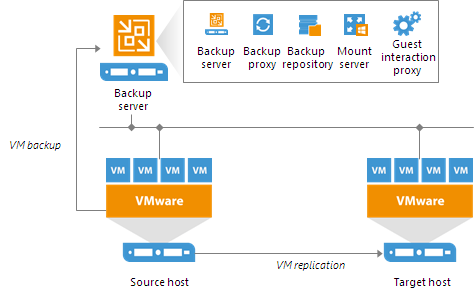 Backup
server
Backup
proxy
Backup
repository
Mount
server
Guest
interaction
proxy
Backup
server
VM backup
VM VM VM VM
VMware
VM VM VM VM
VMware
VM replication
Source host
Target host